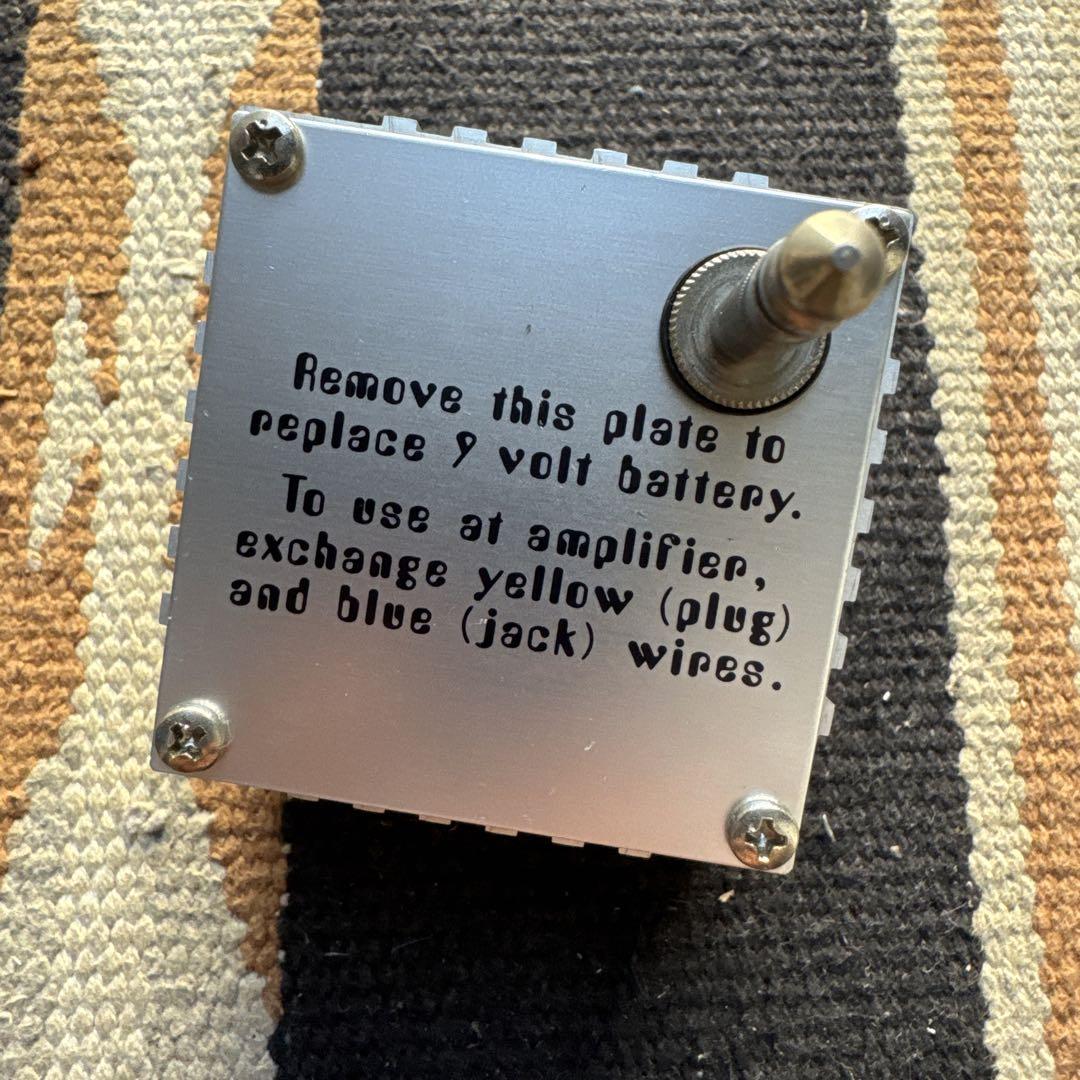 Remove this plate to
replace 9 volt battery.
To use at amplifier,
exchange yellow (plug)
and blue (jack) wires.